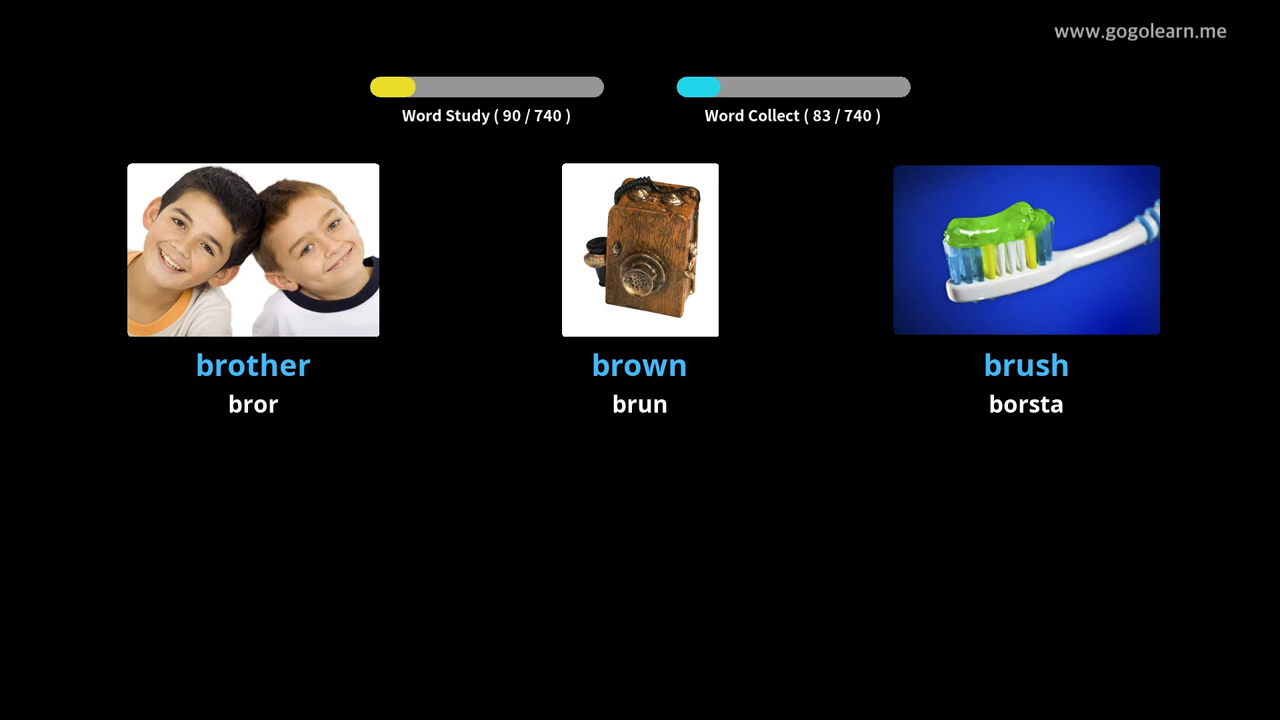 www.gogolearn.me
Word Study ( 90 / 740 )
Word Collect ( 83 / 740 )
brother
bror
brown
brun
brush
borsta